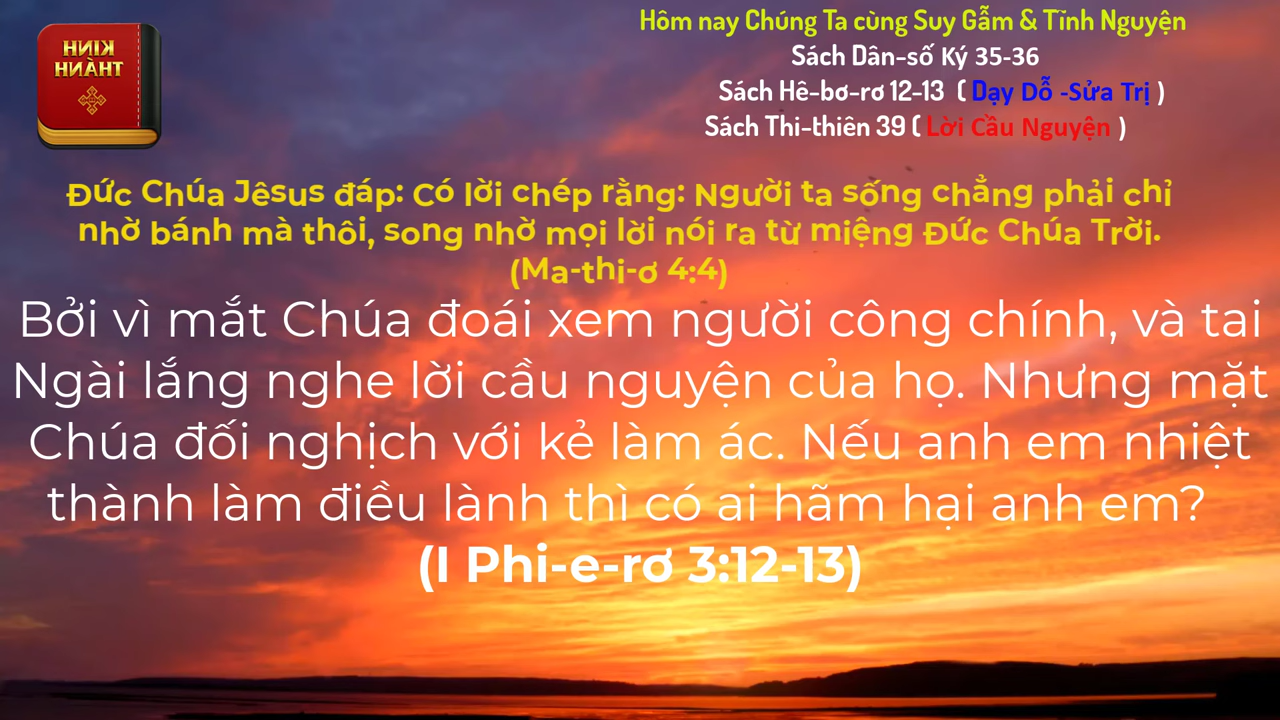 KINH
THÀNH
Hôm nay Chúng Ta cùng Suy Gẫm & Tĩnh Nguyện
Sách Dân-số Ký 35-36
Sách Hê-bơ-rơ 12-13 ( Dạy Dỗ -Sửa Trị )
Sách Thi-thiên 39 ( Lời Cầu Nguyện )
Đức Chúa Jêsus đáp: Có lời chép rằng: Người ta sống chẳng phải chỉ
nhờ bánh mà thôi, song nhờ mọi lời nói ra từ miệng Đức Chúa Trời.
(Ma-thi-ơ 4:4)
Bởi vì mắt Chúa đoái xem người công chính, và tai
Ngài lắng nghe lời cầu nguyện của họ. Nhưng mặt
Chúa đối nghịch với kẻ làm ác. Nếu anh em nhiệt
thành làm điều lành thì có ai hãm hại anh em?
(I Phi-e-rơ 3:12-13)